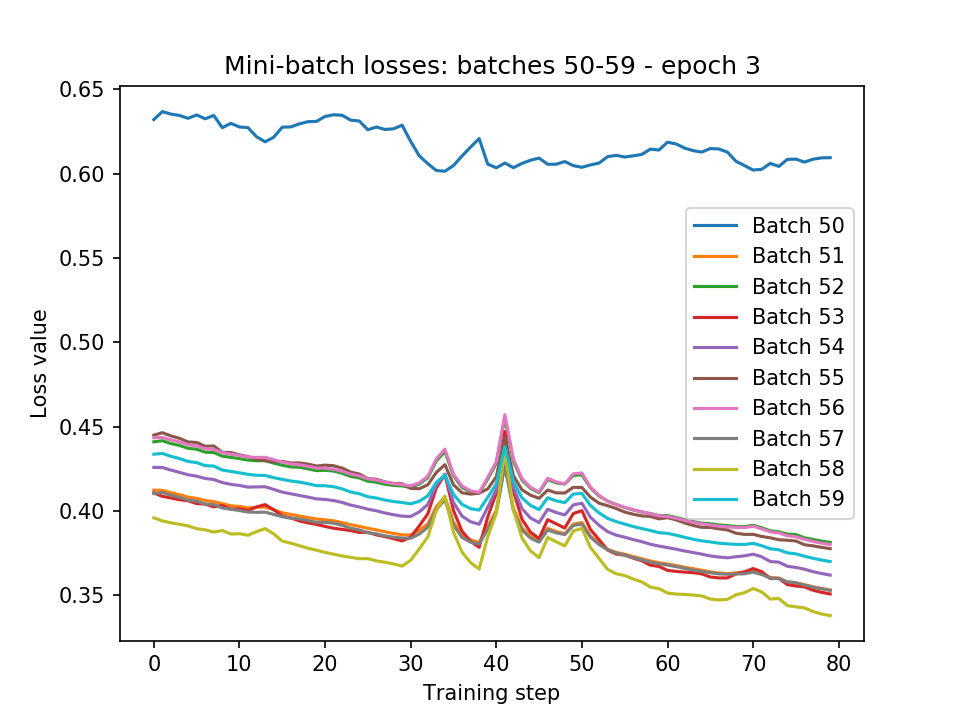 Mini-batch losses: batches 50-59 - epoch 3
0.65
0.60
0.55
0.50
0.45
0.40
0.35
Loss value
Batch 50
Batch 51
Batch 52
Batch 53
Batch 54
Batch 55
Batch 56
Batch 57
Batch 58
Batch 59
0 10 20 30 40 50 60 70 80
Training step